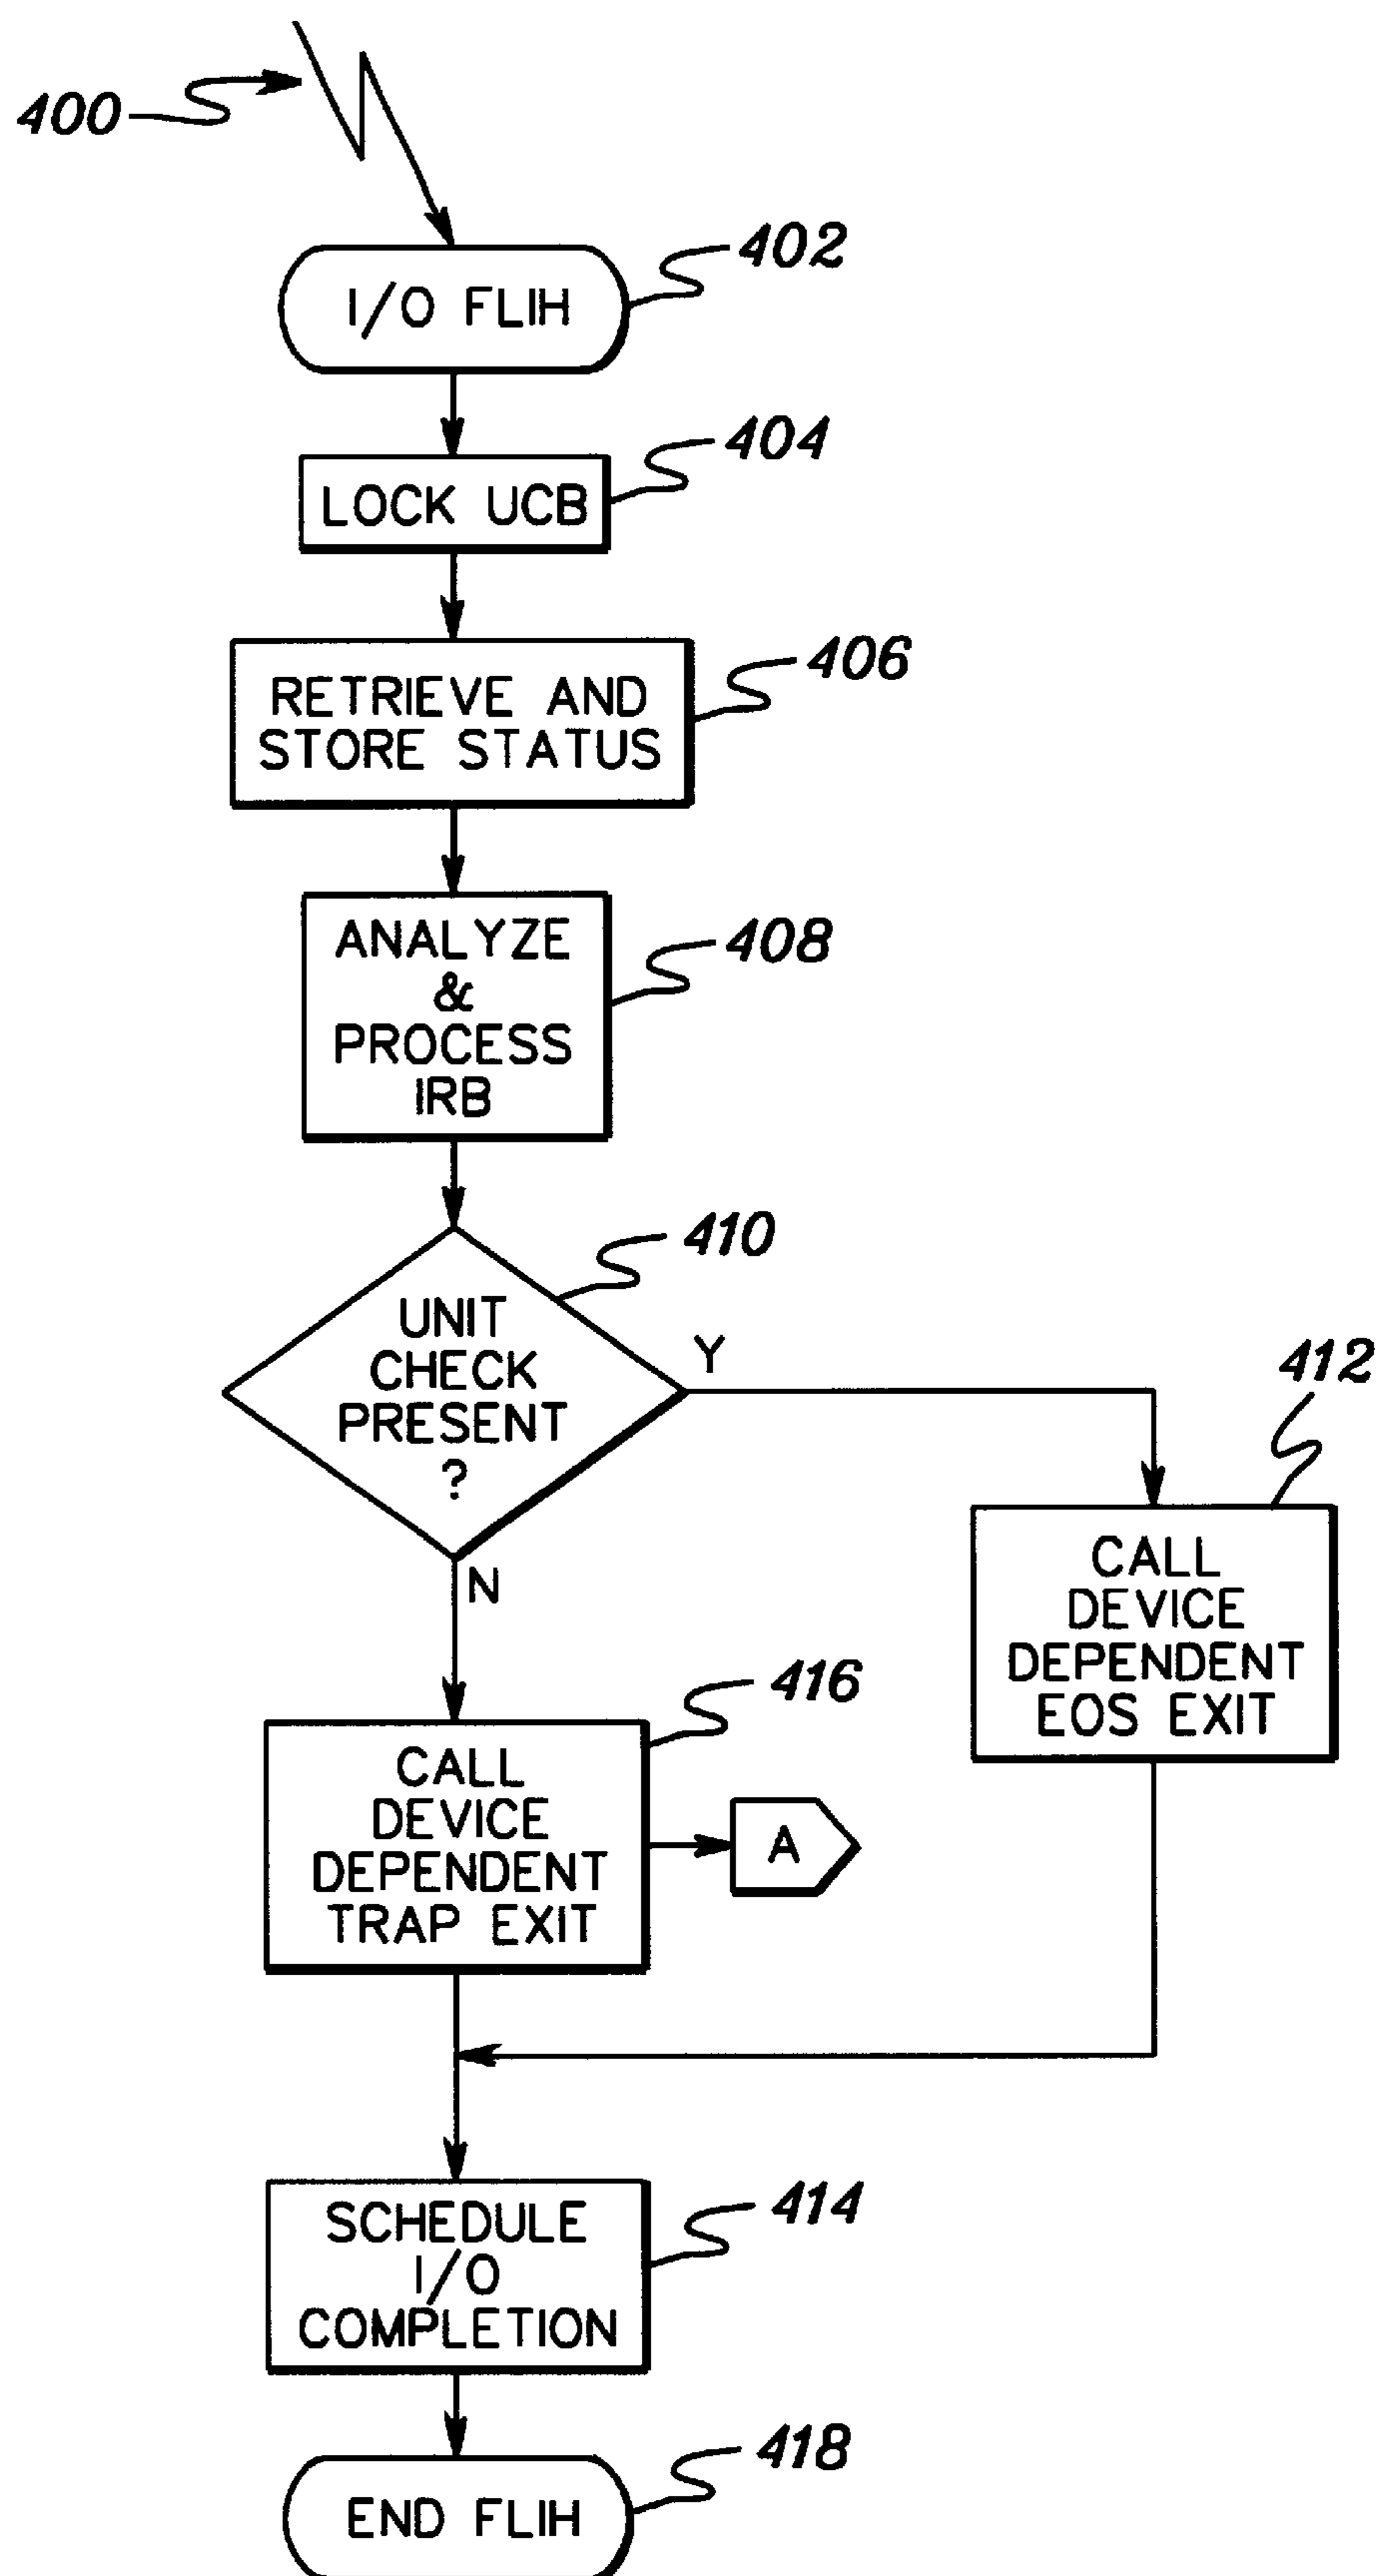 400
402
I/O FLIH
404
LOCK UCB
406
RETRIEVE AND
STORE STATUS
408
ANALYZE
&
PROCESS
IRB
410
UNIT
CHECK
PRESENT
?
Y
N
412
CALL
DEVICE
DEPENDENT
EOS EXIT
416
CALL
DEVICE
DEPENDENT
TRAP EXIT
A
414
SCHEDULE
I/O
COMPLETION
418
END FLIH